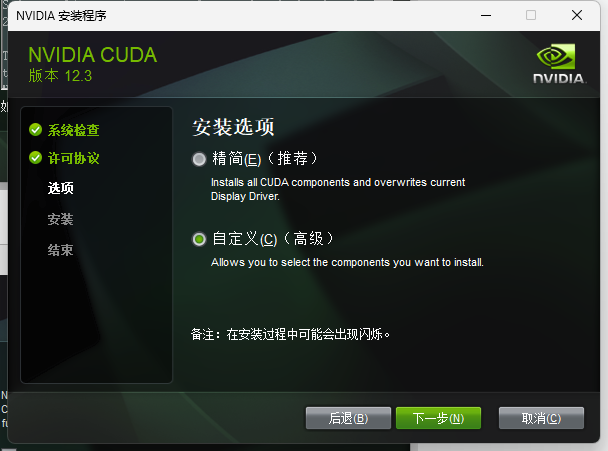 NVIDIA 安装程序
NVIDIA CUDA
版本 12.3
NVIDIA.
系统检查
许可协议
选项
安装
结束
安装选项
精简(E)（推荐）
Installs all CUDA components and overwrites current
Display Driver.
自定义(C)（高级）
Allows you to select the components you want to install.
备注：在安装过程中可能会出现闪烁。
后退(B)
下一步(N)
取消(C)